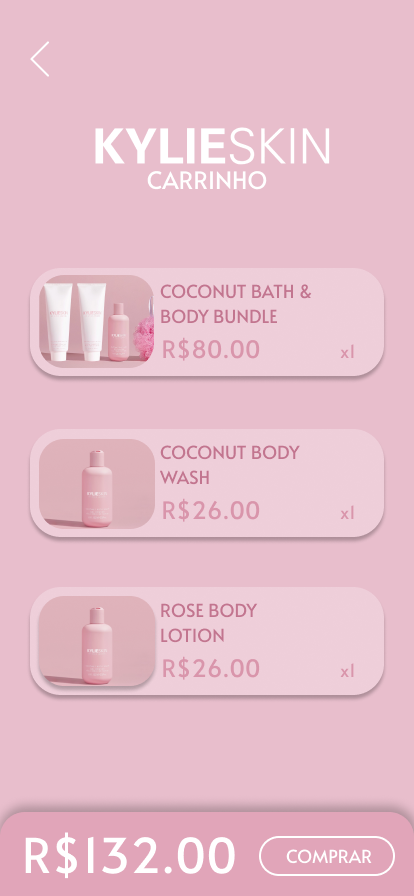 KYLIESKIN
CARRINHO
COCONUT BATH &
BODY BUNDLE
R$80.00
x1
COCONUT BODY
WASH
R$26.00
x1
ROSE BODY
LOTION
R$26.00
x1
R$132.00
COMPRAR